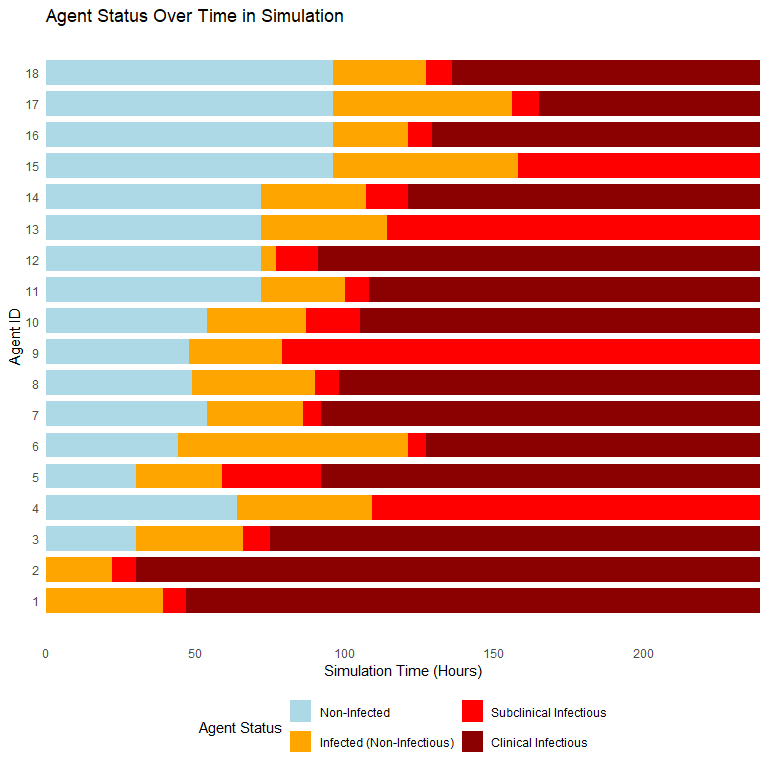 Agent Status Over Time in Simulation
18
17
16
15
14
13
12
11
10
9
8
7
6
5
4
3
2
1
Agent ID
0 50 100 150 200
Simulation Time (Hours)
Agent Status
Non-Infected
Subclinical Infectious
Infected (Non-Infectious)
Clinical Infectious